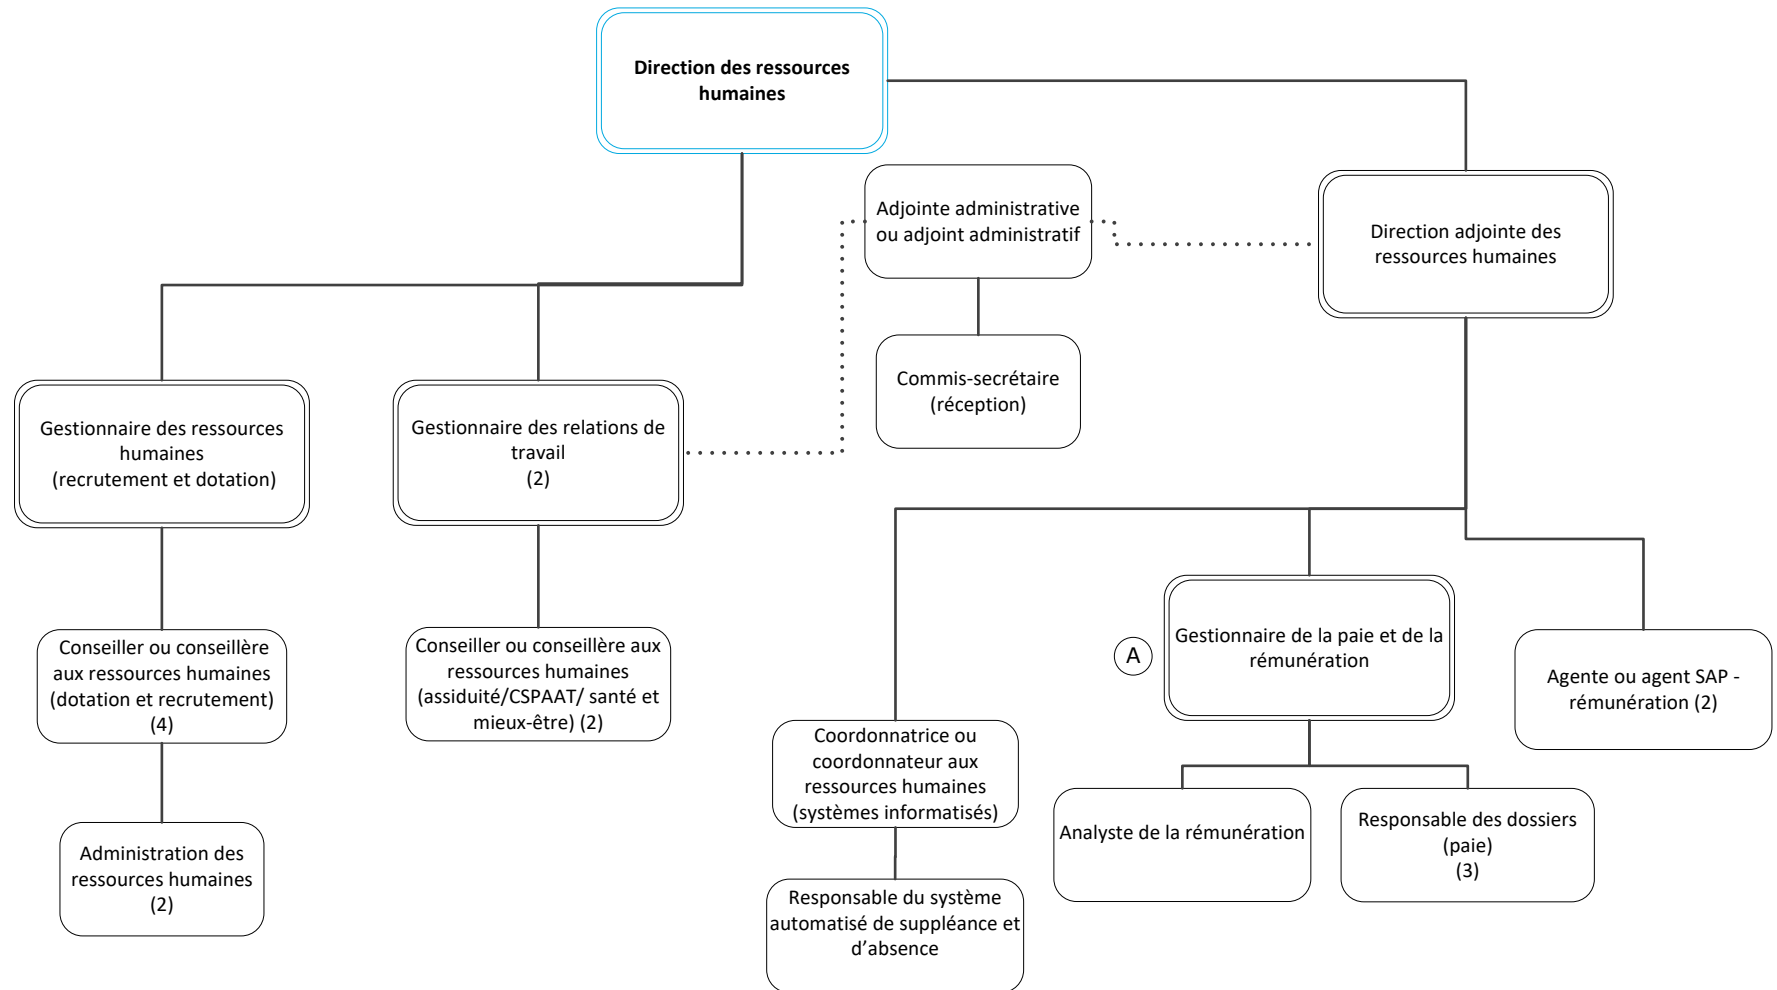 Direction des ressources
humaines
Adjointe administrative
ou adjoint administratif
Direction adjointe des
ressources humaines
Commis-secrétaire
(réception)
Gestionnaire des ressources
humaines
(recrutement et dotation)
Gestionnaire des relations de
travail
(2)
Conseiller ou conseillère
aux ressources humaines
(dotation et recrutement)
(4)
Conseiller ou conseillère aux
ressources humaines
(assiduité/CSPAAT/ santé et
mieux-être) (2)
A
Gestionnaire de la paie et de la
rémunération
Agente ou agent SAP -
rémunération (2)
Coordonnatrice ou
coordonnateur aux
ressources humaines
(systèmes informatisés)
Analyste de la rémunération
Responsable des dossiers
(paie)
(3)
Administration des
ressources humaines
(2)
Responsable du système
automatisé de suppléance et
d’absence